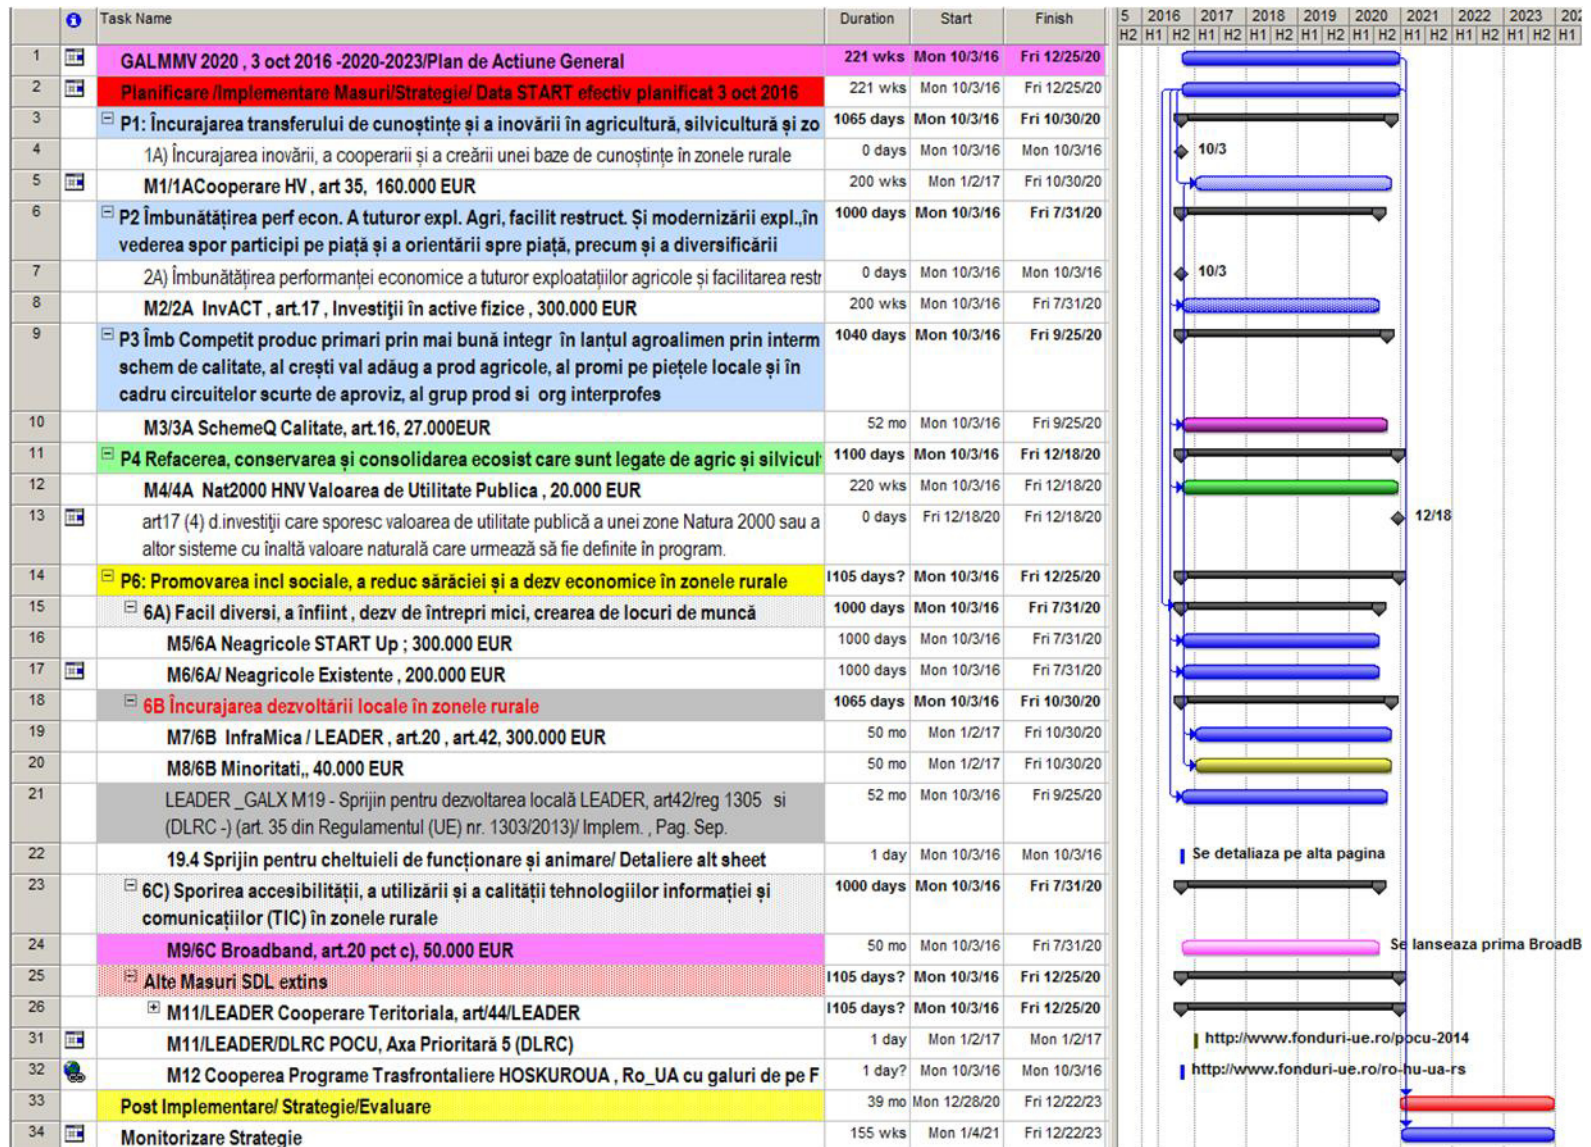 Task Name Duration Start Finish 5 2016 2017 2018 2019 2020 2021 2022 2023 202
H2 H1 H2 H1 H2 H1 H2 H1 H2 H1 H2 H1 H2 H1 H2 H1 H2 H1
1 GALMMV 2020 , 3 oct 2016 -2020-2023/Plan de Actiune General 221 wks Mon 10/3/16 Fri 12/25/20
2 Planificare /Implementare Masuri/Strategie/ Data START efectiv planificat 3 oct 2016 221 wks Mon 10/3/16 Fri 12/25/20
3 P1: Încurajarea transferului de cunoștințe și a inovării în agricultură, silvicultură și zo 1065 days Mon 10/3/16 Fri 10/30/20
4 1A) Încurajarea inovării, a cooperarii și a creării unei baze de cunoștințe în zonele rurale 0 days Mon 10/3/16 Mon 10/3/16 10/3
5 M1/1ACooperare HV , art 35, 160.000 EUR 200 wks Mon 1/2/17 Fri 10/30/20
6 P2 Îmbunătățirea perf econ. A tuturor expl. Agri, facilit restruct. Și modernizării expl.,în 1000 days Mon 10/3/16 Fri 7/31/20
vederea spor participi pe piață și a orientării spre piață, precum și a diversificării
7 2A) Îmbunătățirea performanței economice a tuturor exploatațiilor agricole și facilitarea restr 0 days Mon 10/3/16 Mon 10/3/16 10/3
8 M2/2A InvACT , art.17 , Investiții în active fizice , 300.000 EUR 200 wks Mon 10/3/16 Fri 7/31/20
9 P3 Îmb Competit produc primari prin mai bună integr în lanțul agroalimen prin interm 1040 days Mon 10/3/16 Fri 9/25/20
schem de calitate, al crești val adăug a prod agricole, al promi pe piețele locale și în
cadru circuitelor scurte de aproviz, al grup prod si org interprofes
10 M3/3A SchemeQ Calitate, art.16, 27.000EUR 52 mo Mon 10/3/16 Fri 9/25/20
11 P4 Refacerea, conservarea și consolidarea ecosist care sunt legate de agric și silvicul 1100 days Mon 10/3/16 Fri 12/18/20
12 M4/4A Nat2000 HNV Valoarea de Utilitate Publica , 20.000 EUR 220 wks Mon 10/3/16 Fri 12/18/20
13 art17 (4) d.investiții care sporesc valoarea de utilitate publică a unei zone Natura 2000 sau a 0 days Fri 12/18/20 Fri 12/18/20 12/18
altor sisteme cu înaltă valoare naturală care urmează să fie definite în program.
14 P6: Promovarea incl sociale, a reduc sărăciei și a dezv economice în zonele rurale 1105 days? Mon 10/3/16 Fri 12/25/20
15 6A) Facil diversi, a înfiint , dezv de întrepri mici, crearea de locuri de muncă 1000 days Mon 10/3/16 Fri 7/31/20
16 M5/6A Neagricole START Up ; 300.000 EUR 1000 days Mon 10/3/16 Fri 7/31/20
17 M6/6A/ Neagricole Existente , 200.000 EUR 1000 days Mon 10/3/16 Fri 7/31/20
18 6B Încurajarea dezvoltării locale în zonele rurale 1065 days Mon 10/3/16 Fri 10/30/20
19 M7/6B InfraMica / LEADER , art.20 , art.42, 300.000 EUR 50 mo Mon 1/2/17 Fri 10/30/20
20 M8/6B Minoritati,, 40.000 EUR 50 mo Mon 1/2/17 Fri 10/30/20
21 LEADER _GALX M19 - Sprijin pentru dezvoltarea locală LEADER, art42/reg 1305 si 52 mo Mon 10/3/16 Fri 9/25/20
(DLRC -) (art. 35 din Regulamentul (UE) nr. 1303/2013)/ Implem. , Pag. Sep.
22 19.4 Sprijin pentru cheltuieli de funcționare și animare/ Detaliere alt sheet 1 day Mon 10/3/16 Mon 10/3/16 Se detaliaza pe alta pagina
23 6C) Sporirea accesibilității, a utilizării și a calității tehnologiilor informației și 1000 days Mon 10/3/16 Fri 7/31/20
comunicațiilor (TIC) în zonele rurale
24 M9/6C Broadband, art.20 pct c), 50.000 EUR 50 mo Mon 10/3/16 Fri 7/31/20 Se lanseaza prima BroadB
25 Alte Masuri SDL extins 1105 days? Mon 10/3/16 Fri 12/25/20
26 M11/LEADER Cooperare Teritoriala, art/44/LEADER 1105 days? Mon 10/3/16 Fri 12/25/20
31 M11/LEADER/DLRC POCU, Axa Prioritară 5 (DLRC) 1 day Mon 1/2/17 Mon 1/2/17 http://www.fonduri-ue.ro/pocu-2014
32 M12 Cooperea Programe Trasfrontaliere HOSKUROUA , Ro_UA cu galuri de pe F 1 day? Mon 10/3/16 Mon 10/3/16 http://www.fonduri-ue.ro/ro-hu-ua-rs
33 Post Implementare/ Strategie/Evaluare 39 mo Mon 12/28/20 Fri 12/22/23
34 Monitorizare Strategie 155 wks Mon 1/4/21 Fri 12/22/23